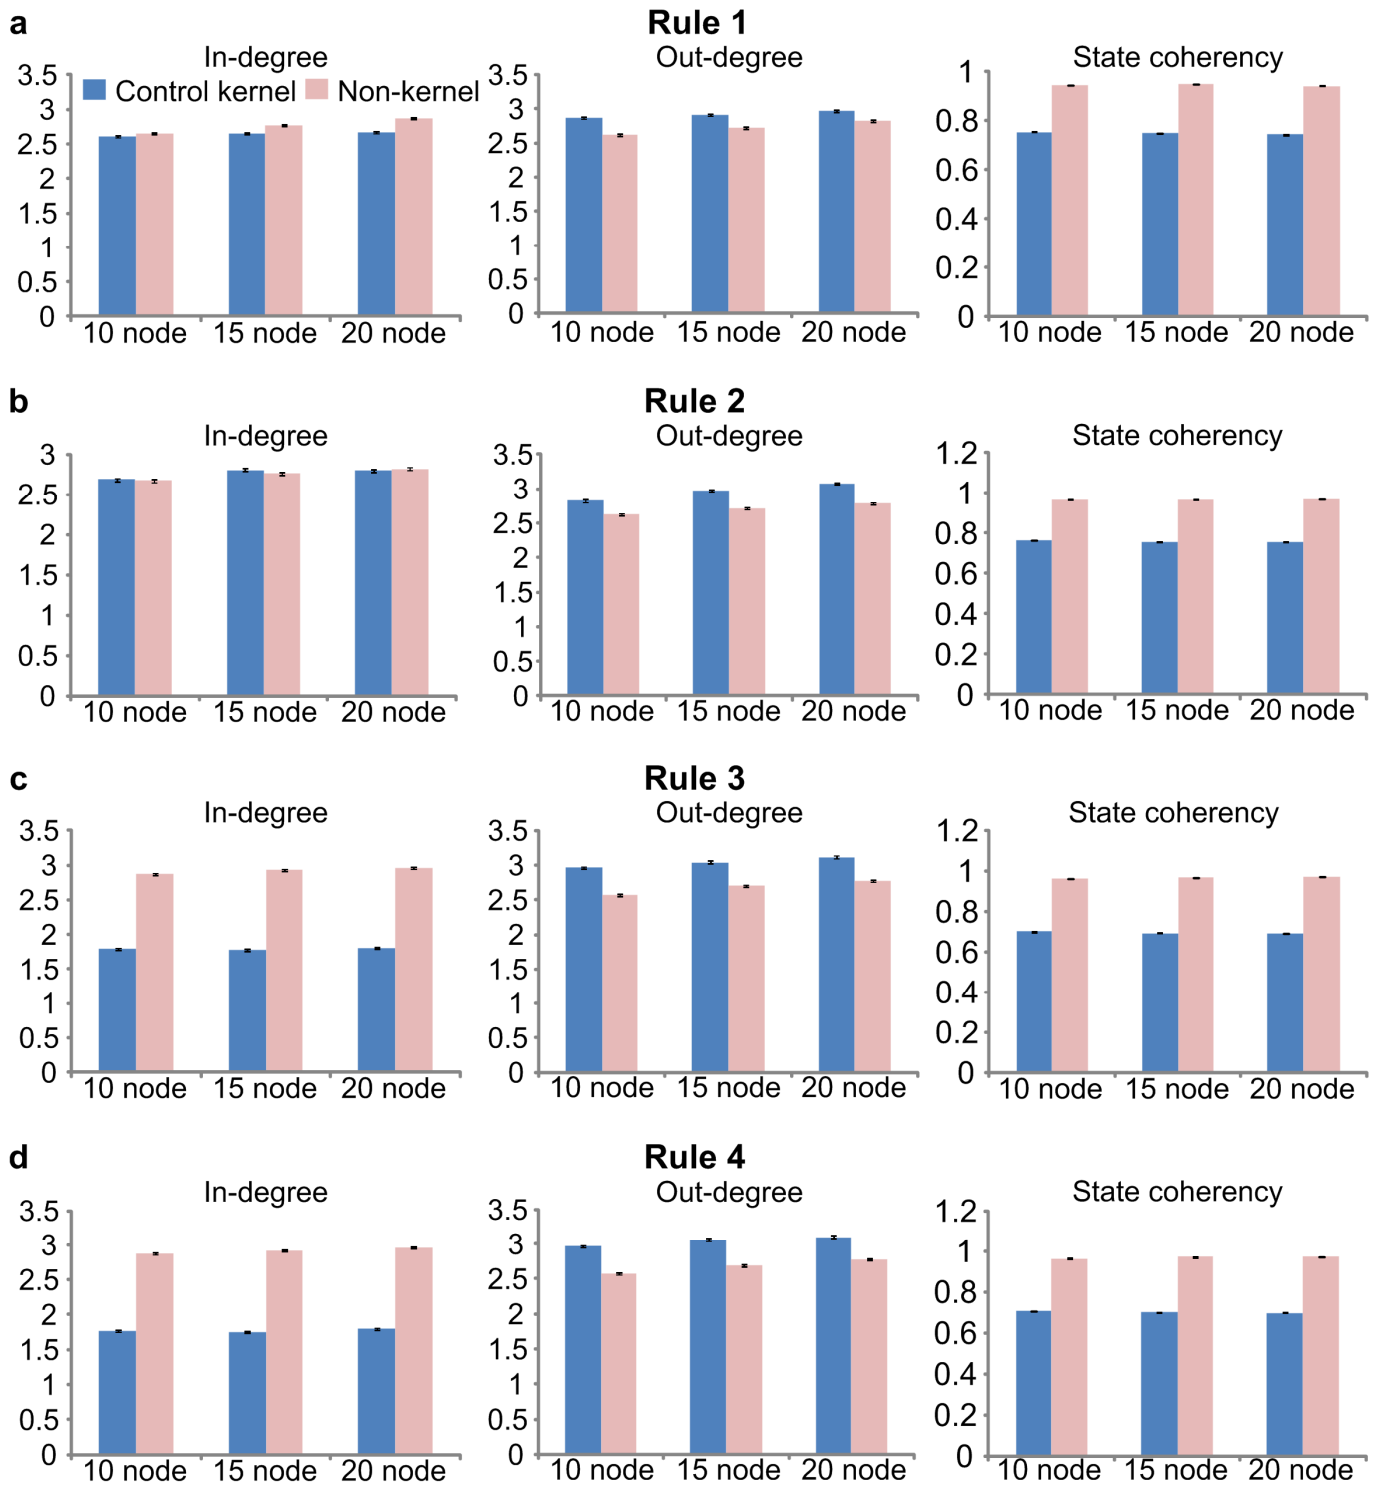 a
Rule 1
In-degree
Out-degree
State coherency
Control kernel
Non-kernel
3.5
3
2.5
2
1.5
1
0.5
0
10 node 15 node 20 node
3.5
3
2.5
2
1.5
1
0.5
0
10 node 15 node 20 node
1
0.8
0.6
0.4
0.2
0
10 node 15 node 20 node
b
Rule 2
In-degree
Out-degree
State coherency
3
2.5
2
1.5
1
0.5
0
10 node 15 node 20 node
3.5
3
2.5
2
1.5
1
0.5
0
10 node 15 node 20 node
1.2
1
0.8
0.6
0.4
0.2
0
10 node 15 node 20 node
c
Rule 3
In-degree
Out-degree
State coherency
3.5
3
2.5
2
1.5
1
0.5
0
10 node 15 node 20 node
3.5
3
2.5
2
1.5
1
0.5
0
10 node 15 node 20 node
1.2
1
0.8
0.6
0.4
0.2
0
10 node 15 node 20 node
d
Rule 4
In-degree
Out-degree
State coherency
3.5
3
2.5
2
1.5
1
0.5
0
10 node 15 node 20 node
3.5
3
2.5
2
1.5
1
0.5
0
10 node 15 node 20 node
1.2
1
0.8
0.6
0.4
0.2
0
10 node 15 node 20 node